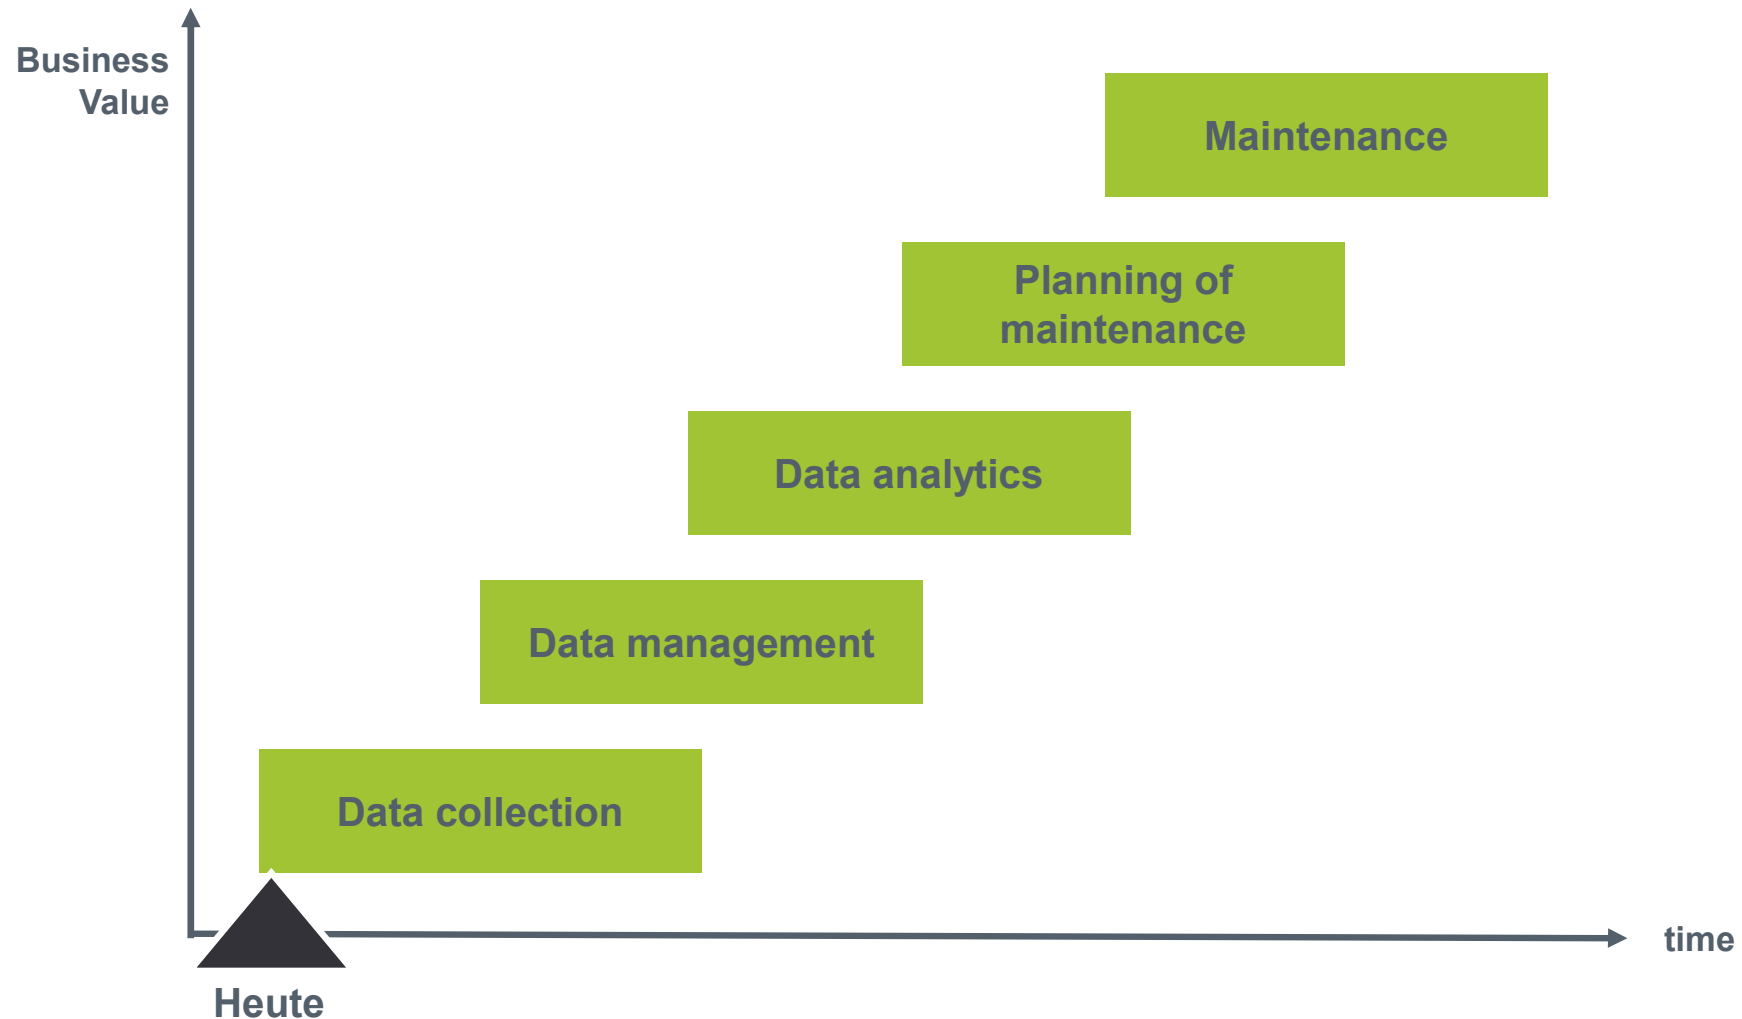 Business
Value
Maintenance
Planning of
maintenance
Data analytics
Data management
Data collection
time
Heute